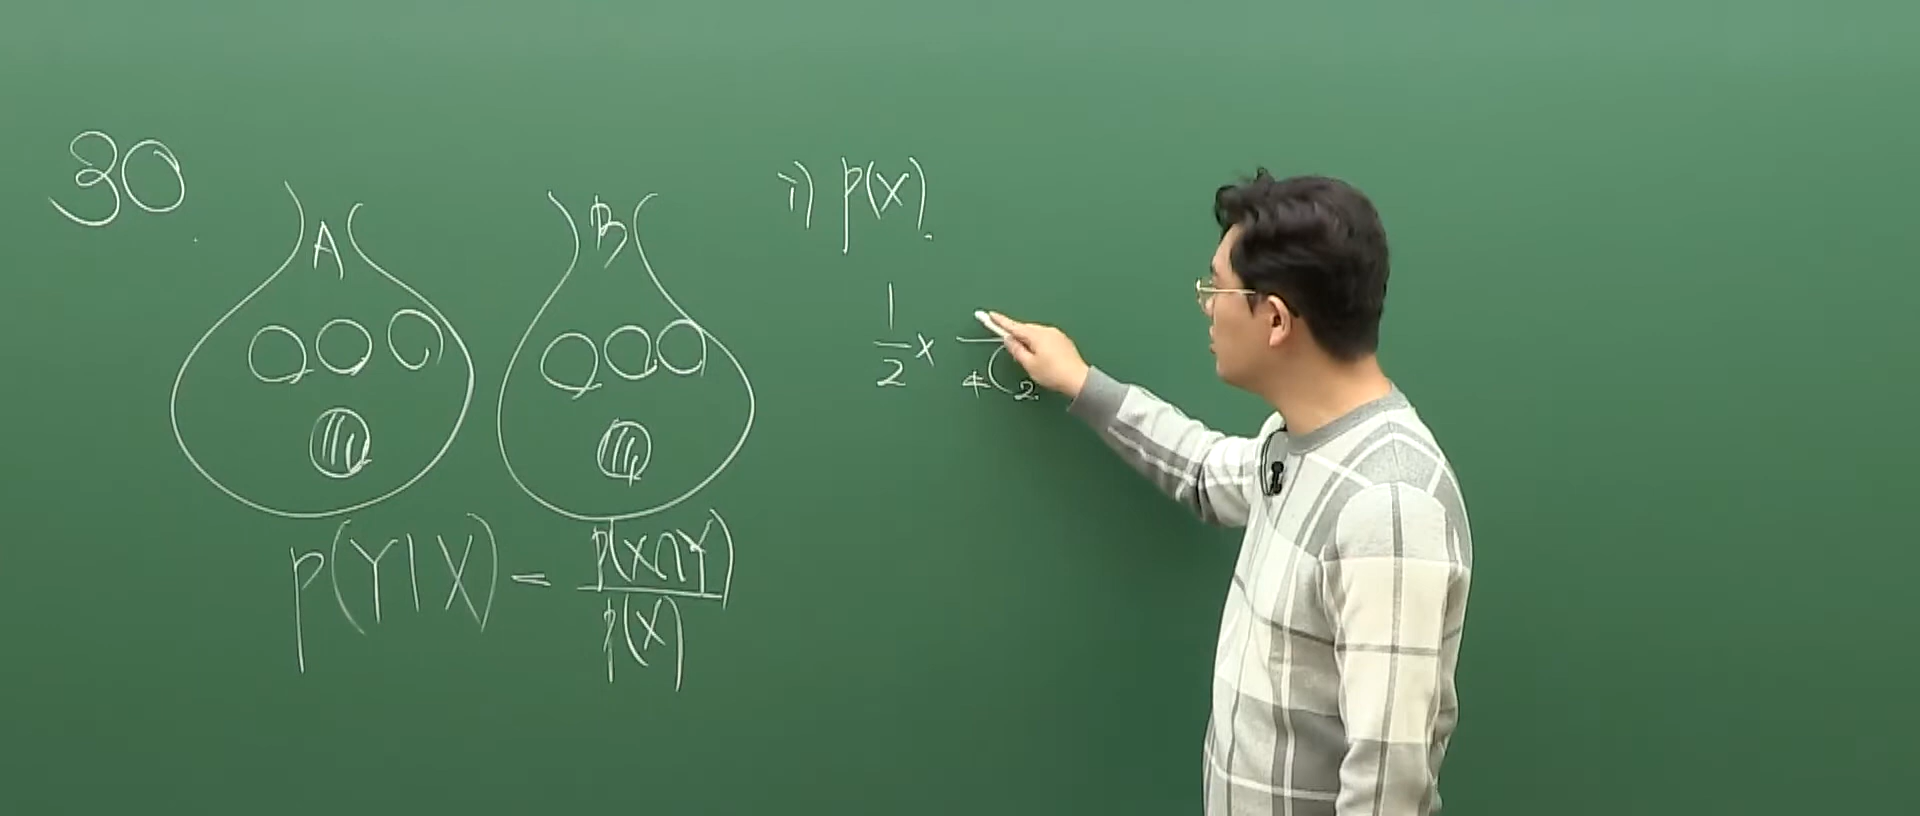 30.
A
B
P(Y|X) = P(X∩Y) / P(X)
i) P(X).
1/2 × — / ₄C₂